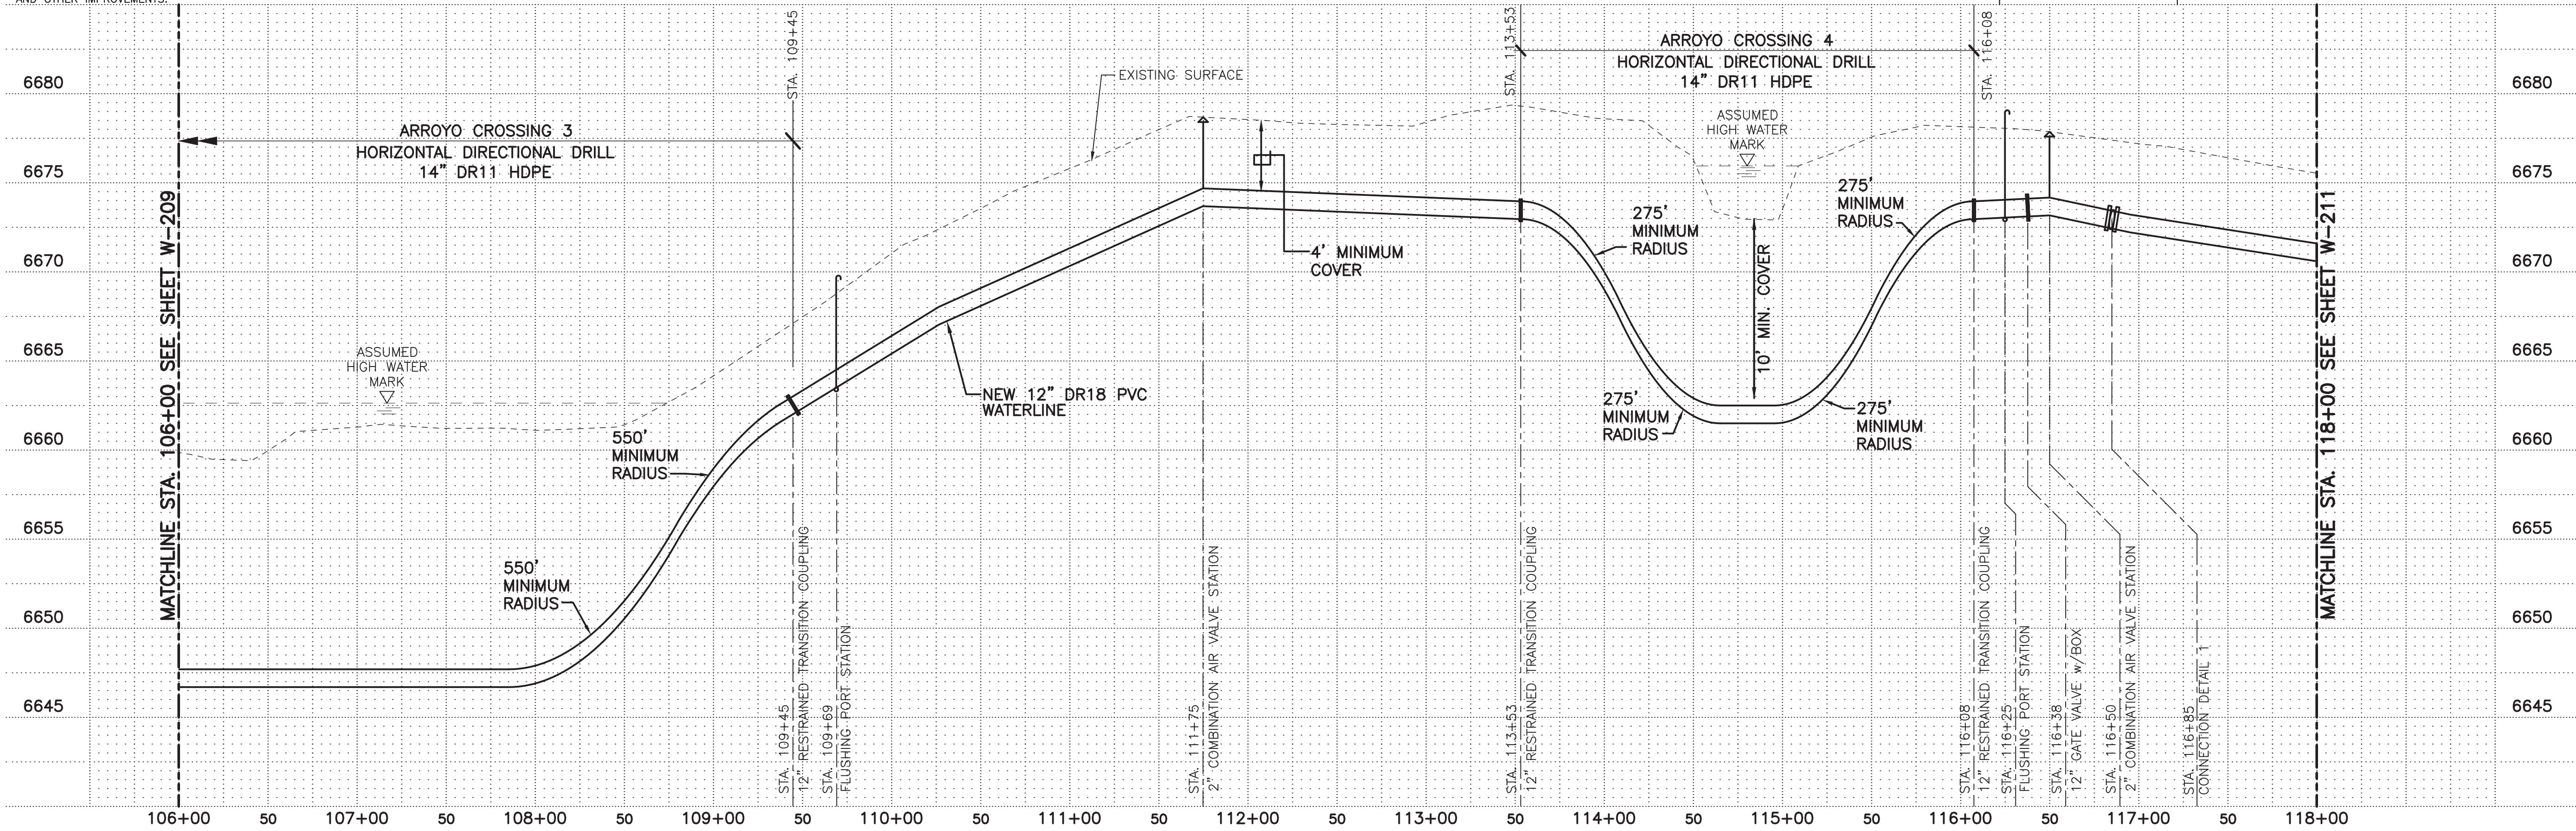 AND OTHER IMPROVEMENTS.
STA. 109+45
STA. 113+53
STA. 116+08
ARROYO CROSSING 4
HORIZONTAL DIRECTIONAL DRILL
14" DR11 HDPE
EXISTING SURFACE
6680
6680
ARROYO CROSSING 3
HORIZONTAL DIRECTIONAL DRILL
14" DR11 HDPE
ASSUMED
HIGH WATER
MARK
6675
6675
275'
MINIMUM
RADIUS
275'
MINIMUM
RADIUS
4' MINIMUM
COVER
10' MIN. COVER
6670
6670
MATCHLINE STA. 106+00 SEE SHEET W-209
MATCHLINE STA. 118+00 SEE SHEET W-211
6665
6665
ASSUMED
HIGH WATER
MARK
NEW 12" DR18 PVC
WATERLINE
275'
MINIMUM
RADIUS
275'
MINIMUM
RADIUS
6660
6660
550'
MINIMUM
RADIUS
6655
6655
550'
MINIMUM
RADIUS
6650
6650
6645
6645
STA. 109+45
12" RESTRAINED TRANSITION COUPLING
STA. 109+69
FLUSHING PORT STATION
STA. 111+75
2" COMBINATION AIR VALVE STATION
STA. 113+53
12" RESTRAINED TRANSITION COUPLING
STA. 116+08
12" RESTRAINED TRANSITION COUPLING
STA. 116+25
FLUSHING PORT STATION
STA. 116+38
12" GATE VALVE w/BOX
STA. 116+50
2" COMBINATION AIR VALVE STATION
STA. 116+85
CONNECTION DETAIL 1
106+00 50 107+00 50 108+00 50 109+00 50 110+00 50 111+00 50 112+00 50 113+00 50 114+00 50 115+00 50 116+00 50 117+00 50 118+00